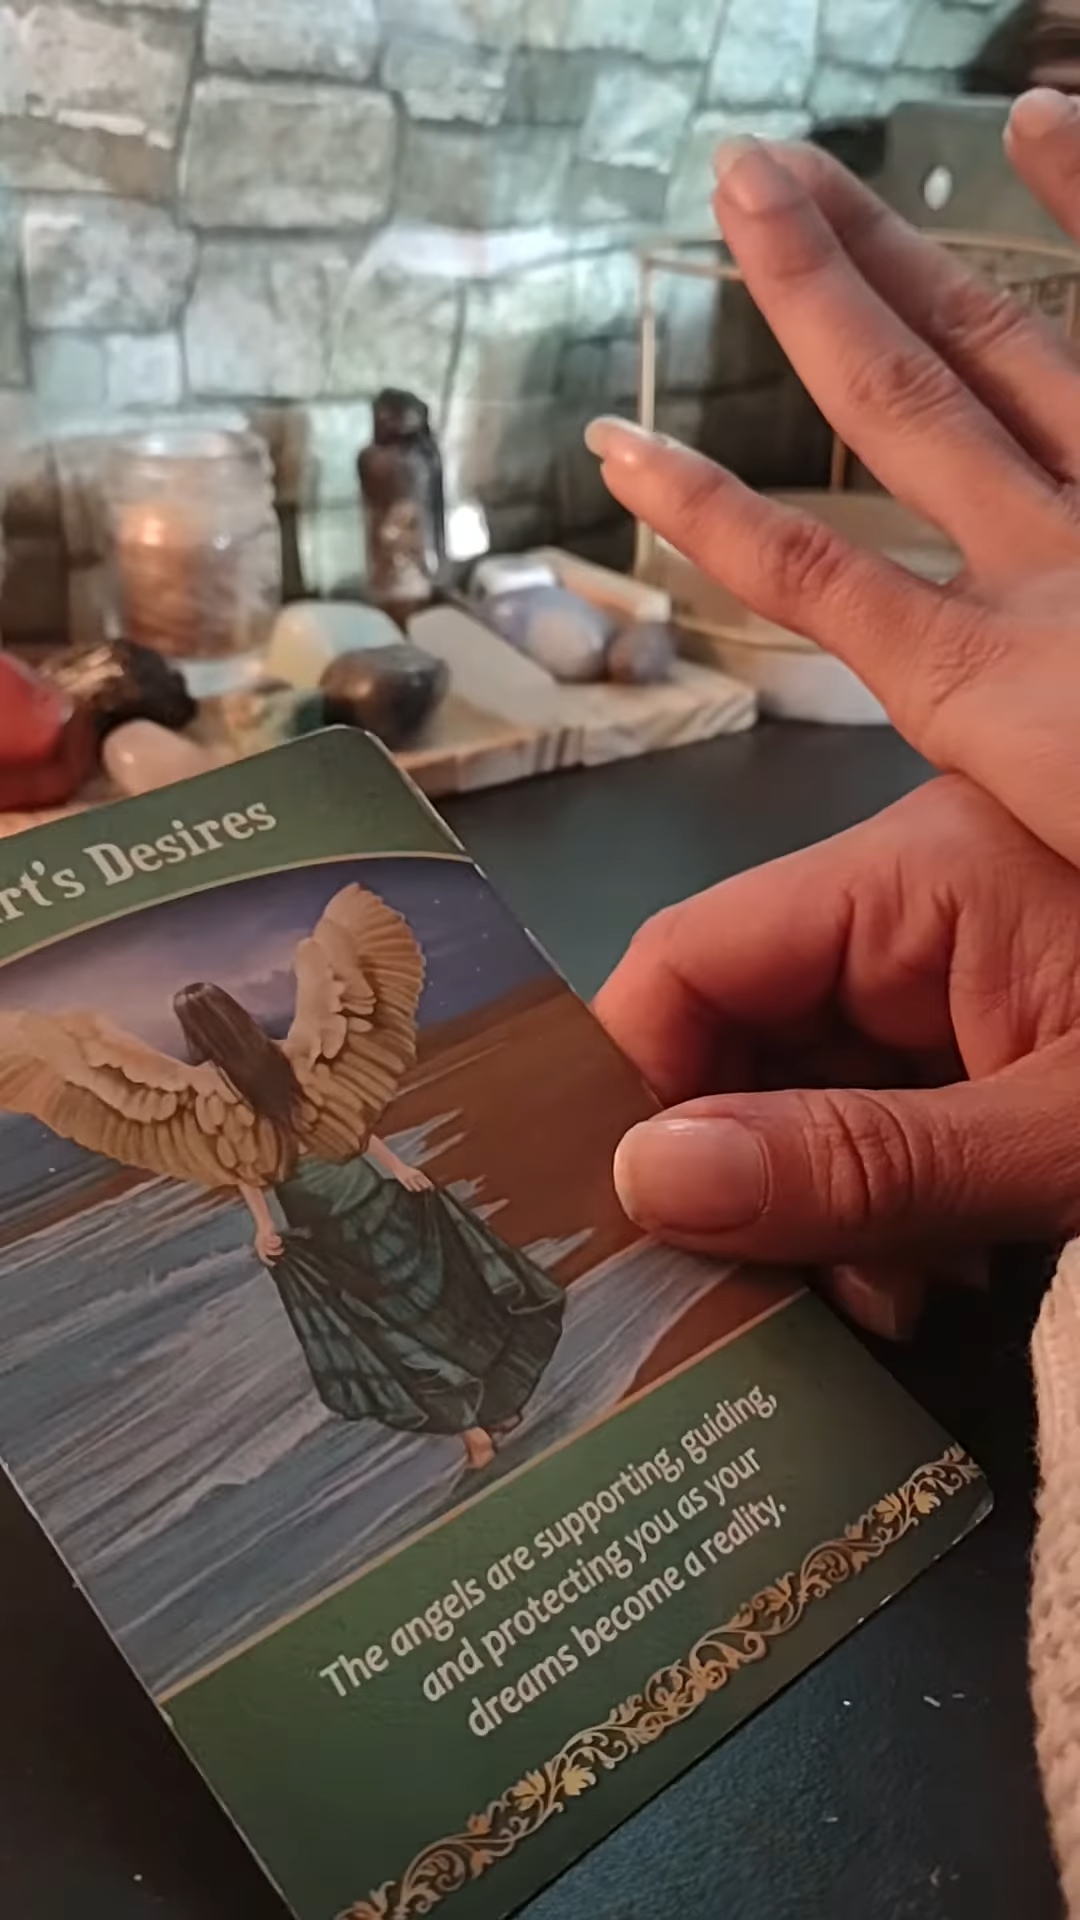 rt's Desires
The angels are supporting, guiding,
and protecting you as your
dreams become a reality.